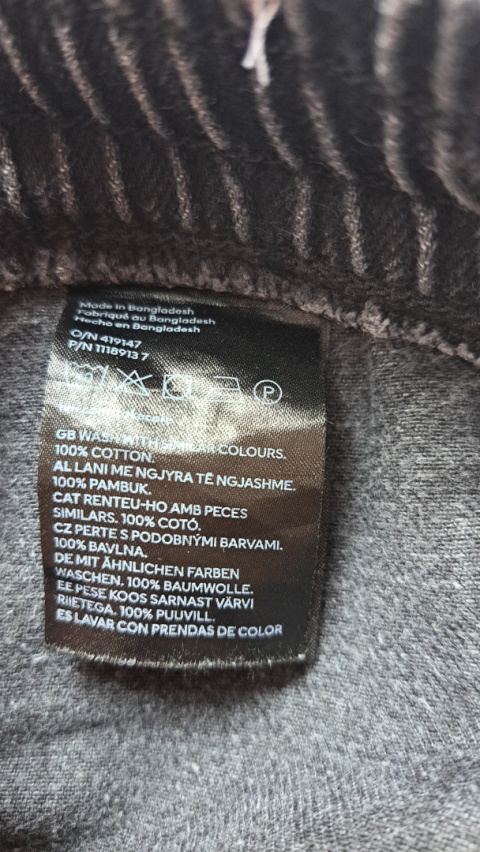 Made in Bangladesh
Fabriqué au Bangladesh
Hecho en Bangladesh
O/N 419147
P/N 1118913 7
P
GB WASH WITH SIMILAR COLOURS.
100% COTTON.
AL LANI ME NGJYRA TË NGJASHME.
100% PAMBUK.
CAT RENTEU-HO AMB PECES
SIMILARS. 100% COTÓ.
CZ PERTE S PODOBNÝMI BARVAMI.
100% BAVLNA.
DE MIT ÄHNLICHEN FARBEN
WASCHEN. 100% BAUMWOLLE.
EE PESE KOOS SARNAST VÄRVI
RIIETEGA. 100% PUUVILL.
ES LAVAR CON PRENDAS DE COLOR